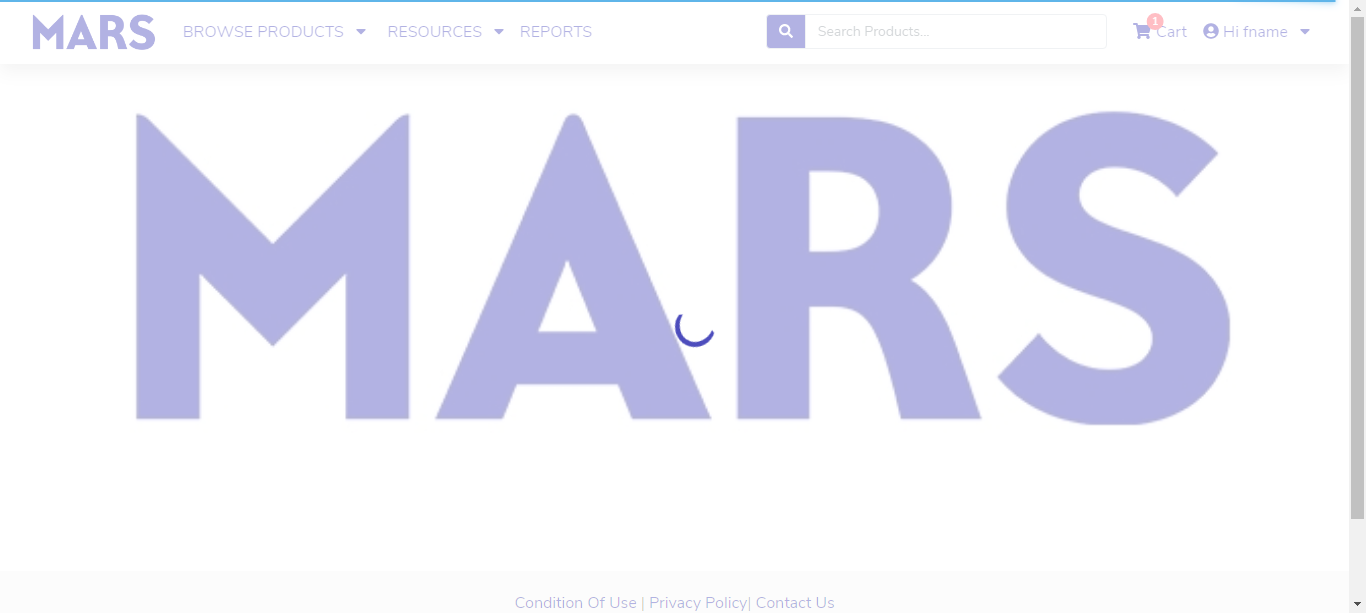 MARS BROWSE PRODUCTS RESOURCES REPORTS Search Products... 1 Cart Hi fname
MARS
Condition Of Use | Privacy Policy| Contact Us